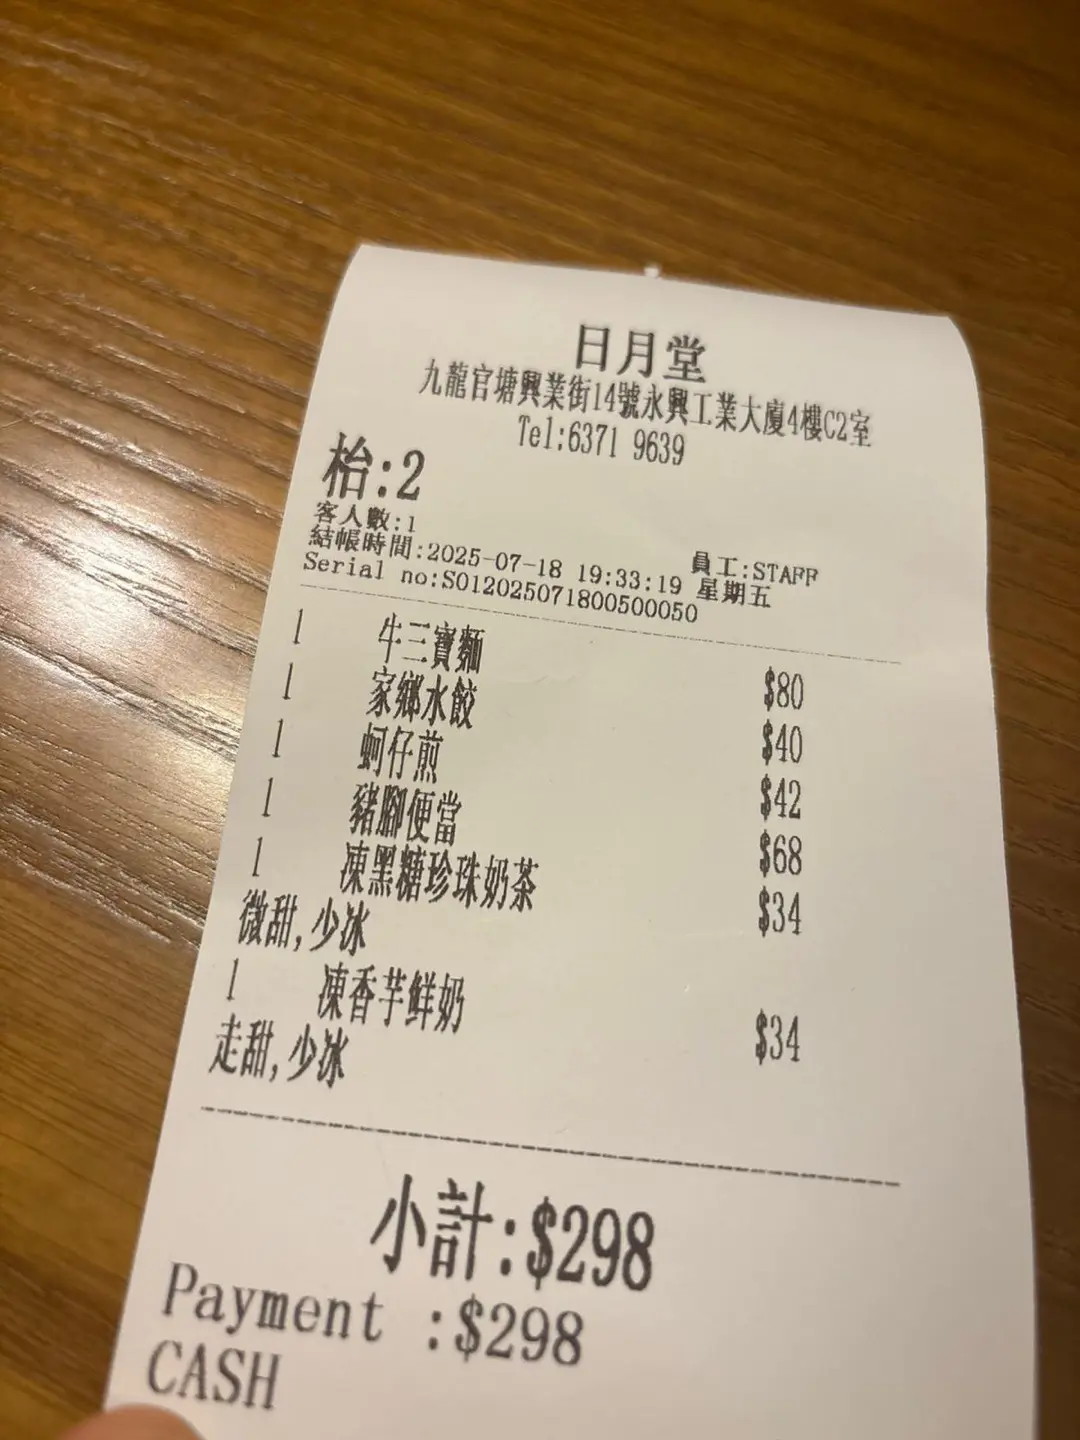 日月堂
九龍官塘興業街14號永興工業大廈4樓C2室
Tel:6371 9639
枱:2
客人數:1 員工:STAFF
結帳時間:2025-07-18 19:33:19 星期五
Serial no:S01202507180050050
1 牛三寶麵 $80
1 家鄉水餃 $40
1 蚵仔煎 $42
1 豬腳便當 $68
1 凍黑糖珍珠奶茶 $34
微甜,少冰
1 凍香芋鮮奶 $34
走甜,少冰
小計:$298
Payment :$298
CASH